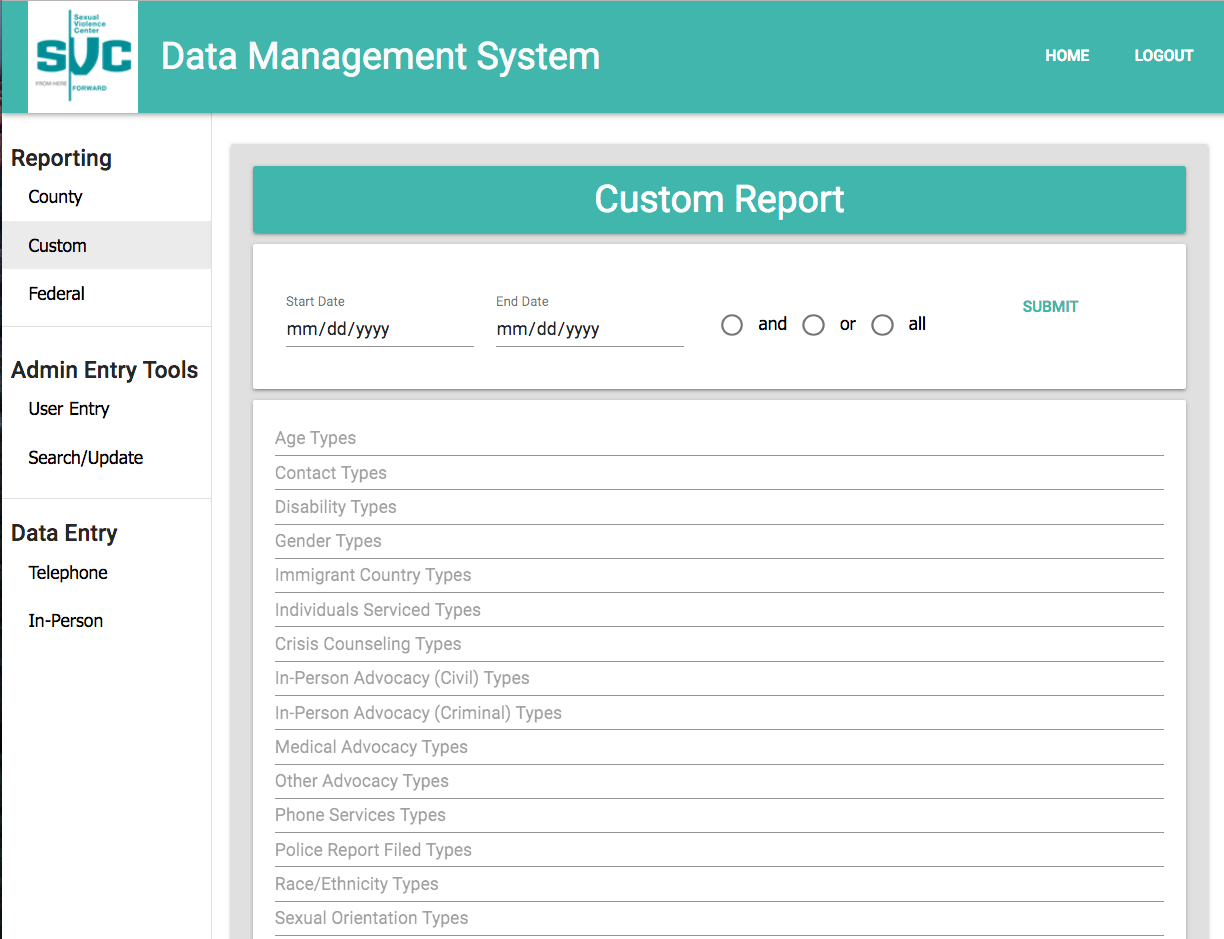 Sexual
Violence
Center
SVC
FROM HERE
FORWARD
Data Management System
HOME
LOGOUT
Reporting
County
Custom
Federal
Admin Entry Tools
User Entry
Search/Update
Data Entry
Telephone
In-Person
Custom Report
Start Date
mm/dd/yyyy
End Date
mm/dd/yyyy
and or all
SUBMIT
Age Types
Contact Types
Disability Types
Gender Types
Immigrant Country Types
Individuals Serviced Types
Crisis Counseling Types
In-Person Advocacy (Civil) Types
In-Person Advocacy (Criminal) Types
Medical Advocacy Types
Other Advocacy Types
Phone Services Types
Police Report Filed Types
Race/Ethnicity Types
Sexual Orientation Types